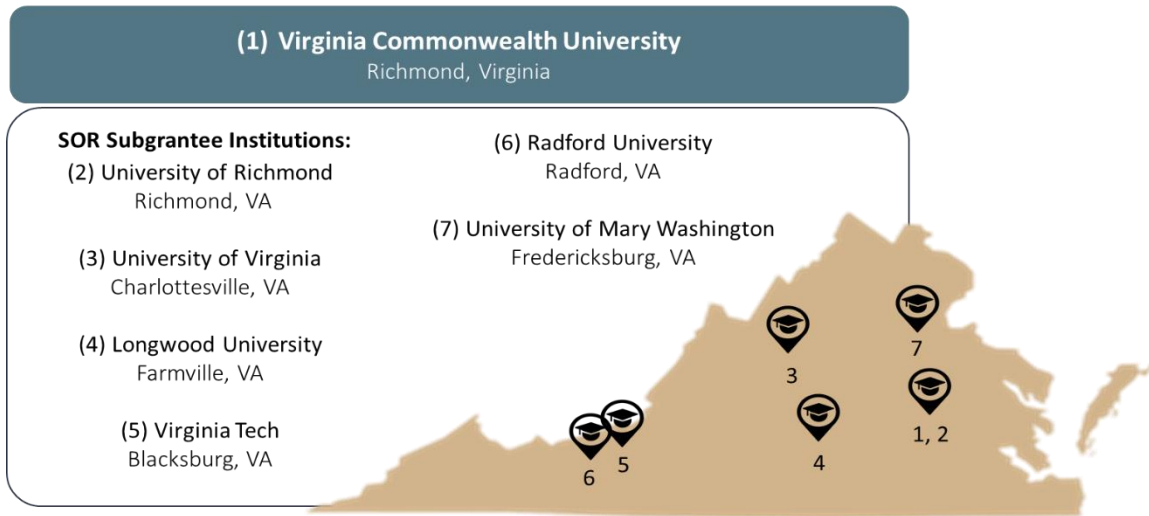 (1) Virginia Commonwealth University
Richmond, Virginia
SOR Subgrantee Institutions:
(2) University of Richmond
Richmond, VA
(3) University of Virginia
Charlottesville, VA
(4) Longwood University
Farmville, VA
(5) Virginia Tech
Blacksburg, VA
(6) Radford University
Radford, VA
(7) University of Mary Washington
Fredericksburg, VA
7
3
1, 2
4
5
6